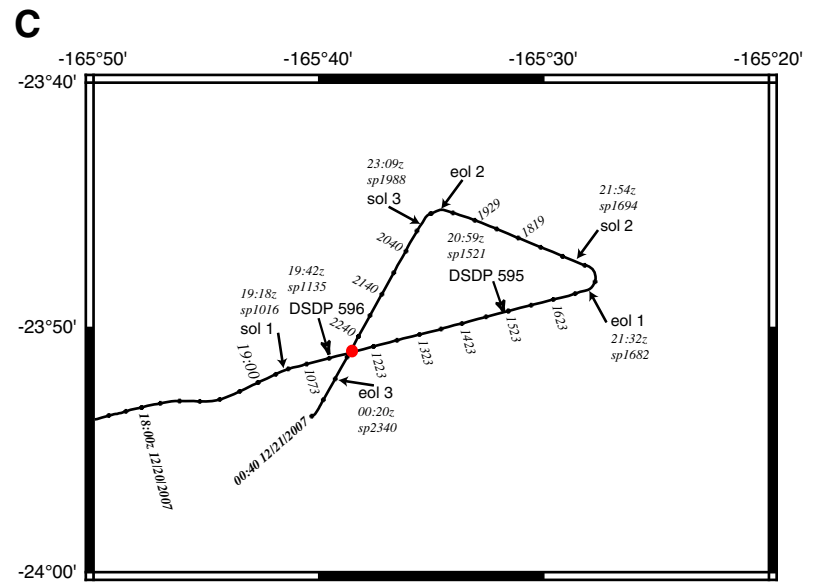 C
-165°50'
-165°40'
-165°30'
-165°20'
-23°40'
23:09z
sp1988
sol 3
eol 2
21:54z
sp1694
sol 2
1929
1819
2040
20:59z
sp1521
DSDP 595
2140
19:42z
sp1135
DSDP 596
19:18z
sp1016
sol 1
2240
-23°50'
1623
1523
1423
1323
1223
eol 1
21:32z
sp1682
19:00
1073
eol 3
00:20z
sp2340
18:00z 12/20/2007
00:40 12/21/2007
-24°00'